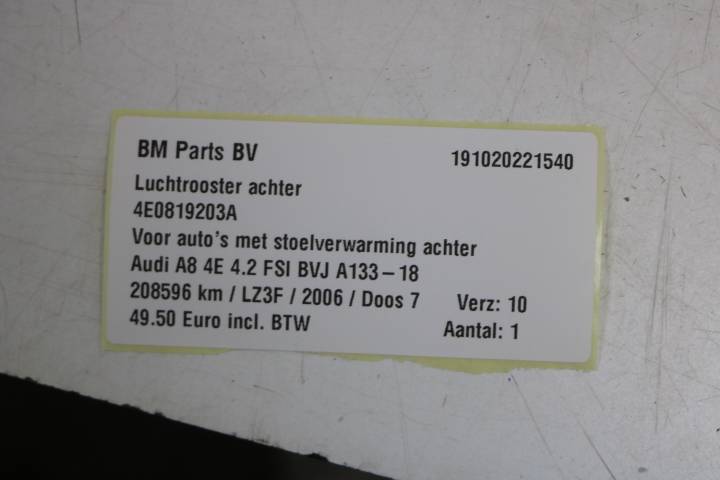 BM Parts BV 191020221540
Luchtrooster achter
4E0819203A
Voor auto's met stoelverwarming achter
Audi A8 4E 4.2 FSI BVJ A133-18
208596 km / LZ3F / 2006 / Doos 7 Verz: 10
49.50 Euro incl. BTW Aantal: 1